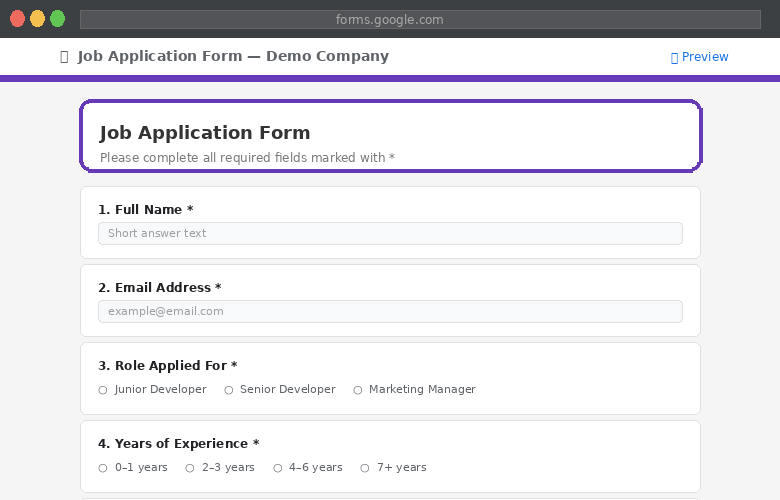 forms.google.com
Job Application Form — Demo Company
Preview
Job Application Form
Please complete all required fields marked with *
1. Full Name *
Short answer text
2. Email Address *
example@email.com
3. Role Applied For *
Junior Developer Senior Developer Marketing Manager
4. Years of Experience *
0–1 years 2–3 years 4–6 years 7+ years